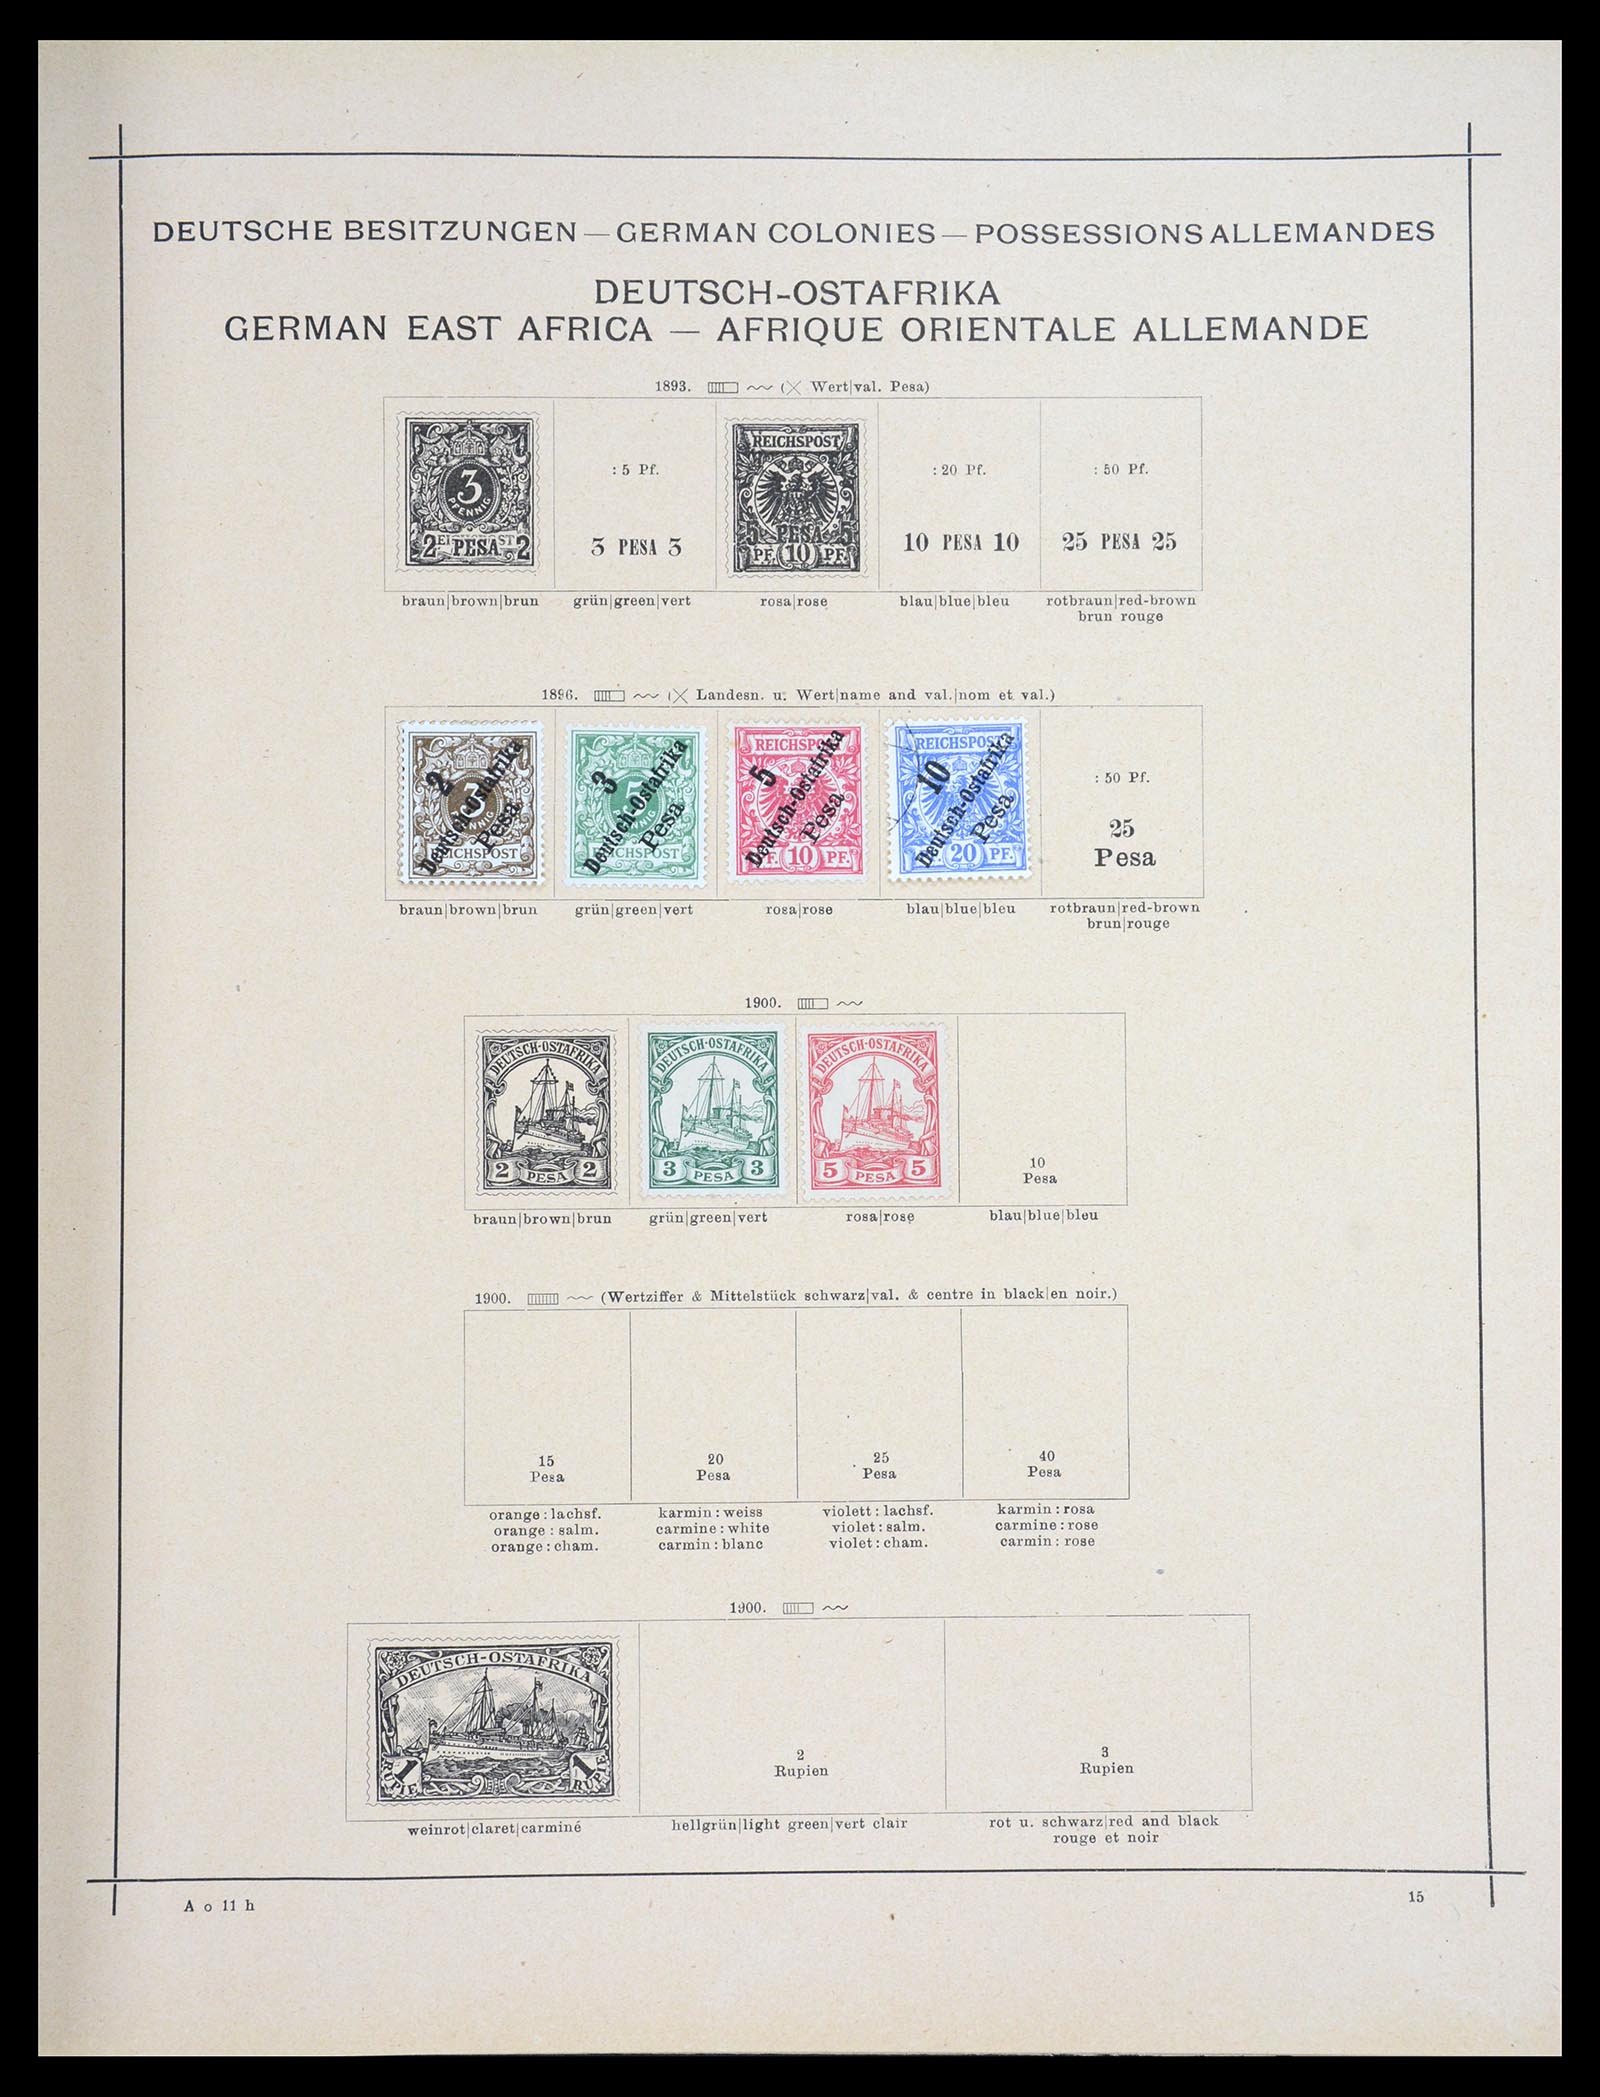 DEUTSCHE BESITZUNGEN — GERMAN COLONIES — POSSESSIONS ALLEMANDES
DEUTSCH-OSTAFRIKA
GERMAN EAST AFRICA — AFRIQUE ORIENTALE ALLEMANDE
1893. (╳ Wert|val. Pesa)
3
PFENNIG
2 PESA 2
: 5 Pf.
3 PESA 3
REICHSPOST
5 PESA 5
PF. 10 PF.
: 20 Pf.
10 PESA 10
: 50 Pf.
25 PESA 25
braun|brown|brun grün|green|vert rosa|rose blau|blue|bleu rotbraun|red-brown
brun rouge
1896. (╳ Landesn. u. Wert|name and val.|nom et val.)
2
Deutsch-Ostafrika
Pesa
3
ICHSPOST
3
Deutsch-Ostafrika
Pesa
5
CHSPOST
REICHSPOST
5
Deutsch-Ostafrika
Pesa
F. 10 PF.
REICHSPOST
10
Deutsch-Ostafrika
Pesa
20 PF.
: 50 Pf.
25
Pesa
braun|brown|brun grün|green|vert rosa|rose blau|blue|bleu rotbraun|red-brown
brun|rouge
1900.
DEUTSCH-OSTAFRIKA
2 PESA 2
DEUTSCH-OSTAFRIKA
3 PESA 3
DEUTSCH-OSTAFRIKA
5 PESA 5
10
Pesa
braun|brown|brun grün|green|vert rosa|rose blau|blue|bleu
1900. (Wertziffer & Mittelstück schwarz|val. & centre in black|en noir.)
15 20 25 40
Pesa Pesa Pesa Pesa
orange : lachsf. karmin : weiss violett : lachsf. karmin : rosa
orange : salm. carmine : white violet : salm. carmine : rose
orange : cham. carmin : blanc violet : cham. carmin : rose
1900.
DEUTSCH-OSTAFRIKA
1 RUPIE 1 RUPIE
2
Rupien
3
Rupien
weinrot|claret|carminé hellgrün|light green|vert clair rot u. schwarz|red and black
rouge et noir
A o 11 h 15